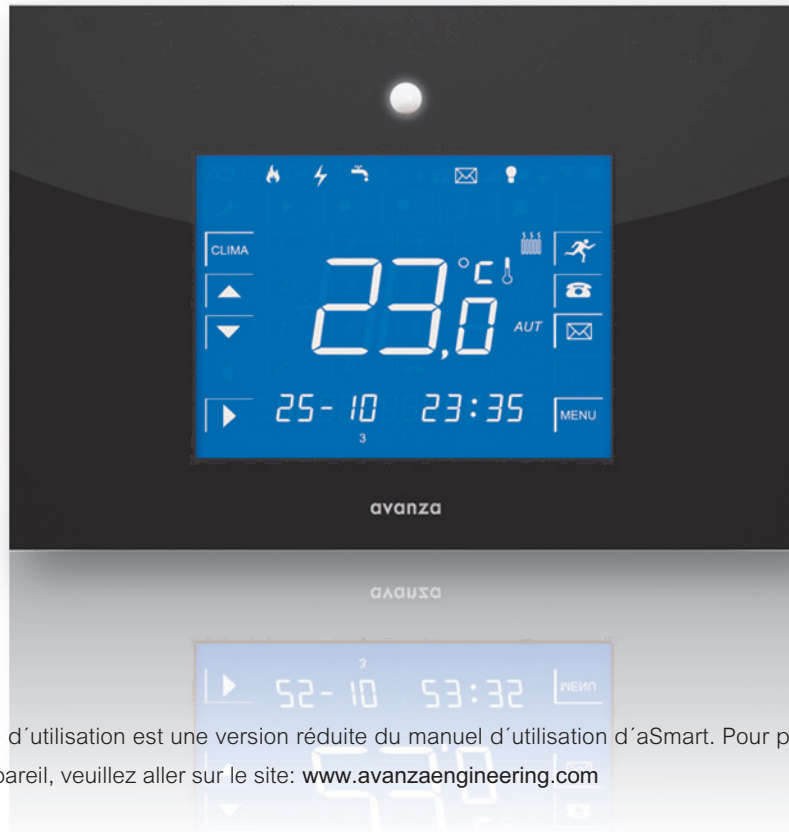 CLIMA
23,0 °C
AUT
25-10 23:35
MENU
3
avanza
d´utilisation est une version réduite du manuel d´utilisation d´aSmart. Pour p
areil, veuillez aller sur le site: www.avanzaengineering.com